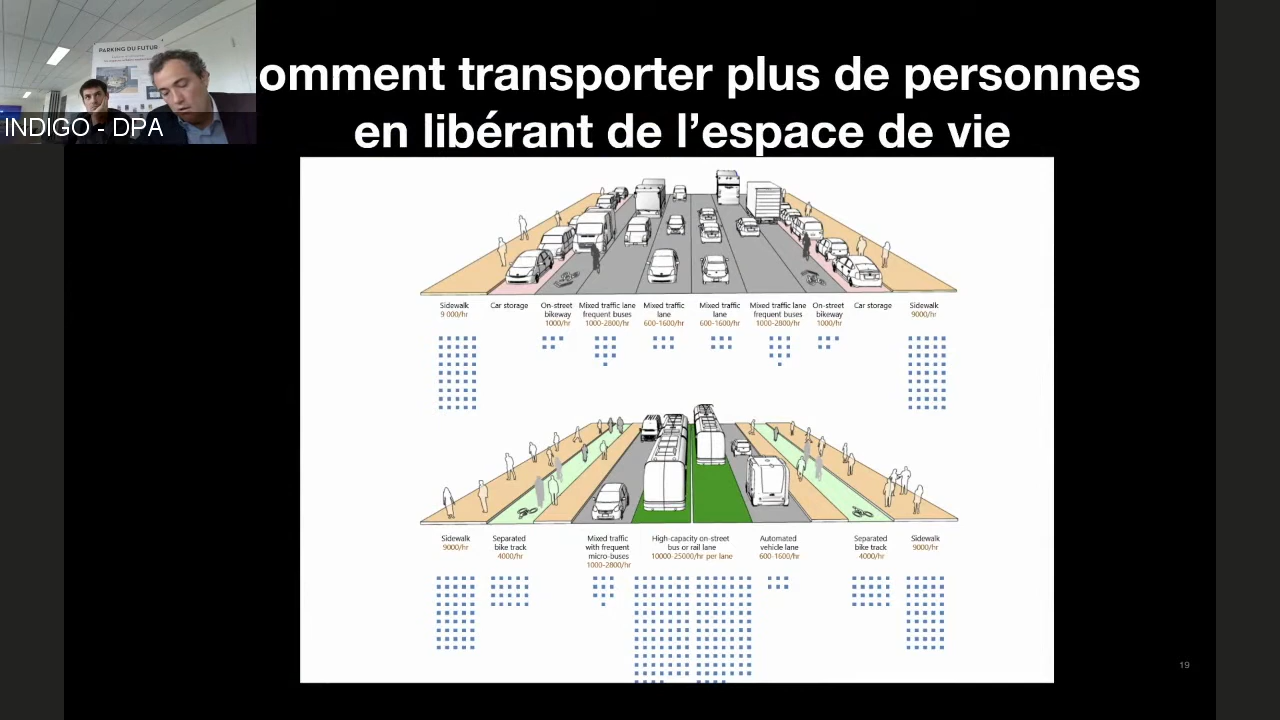 PARKING DU FUTUR
INDIGO - DPA
omment transporter plus de personnes
en libérant de l’espace de vie
Sidewalk
9 000/hr
Car storage
On-street
bikeway
1000/hr
Mixed traffic lane
frequent buses
1000-2800/hr
Mixed traffic
lane
600-1600/hr
Mixed traffic
lane
600-1600/hr
Mixed traffic lane
frequent buses
1000-2800/hr
On-street
bikeway
1000/hr
Car storage
Sidewalk
9000/hr
Sidewalk
9000/hr
Separated
bike track
4000/hr
Mixed traffic
with frequent
micro-buses
1000-2800/hr
High-capacity on-street
bus or rail lane
10000-25000/hr per lane
Automated
vehicle lane
600-1600/hr
Separated
bike track
4000/hr
Sidewalk
9000/hr
19